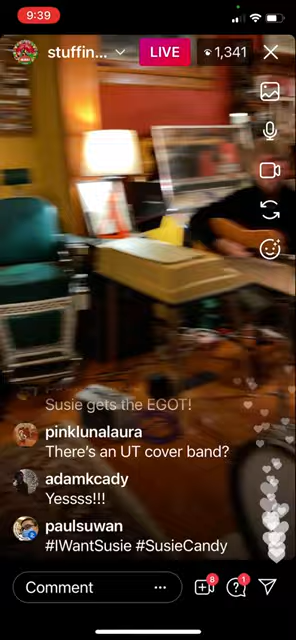 9:39
stuffin...
LIVE
1,341
Susie gets the EGOT!
pinklunalaura
There's an UT cover band?
adamkcady
Yessss!!!
paulsuwan
#IWantSusie #SusieCandy
Comment
8
?
1